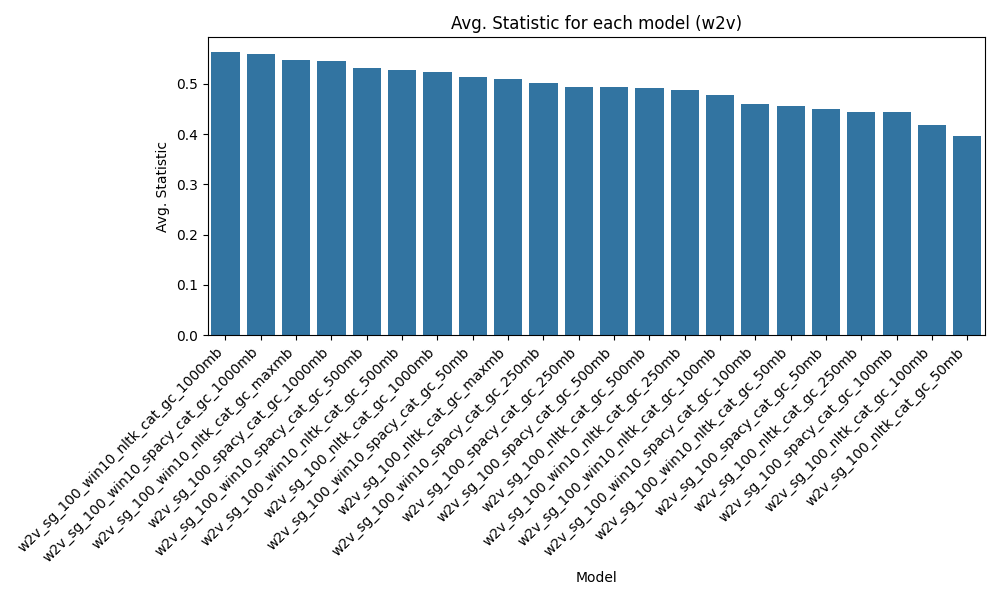 Avg. Statistic for each model (w2v)
Avg. Statistic
0.5
0.4
0.3
0.2
0.1
0.0
w2v_sg_100_win10_nltk_cat_gc_1000mb
w2v_sg_100_win10_spacy_cat_gc_1000mb
w2v_sg_100_win10_nltk_cat_gc_maxmb
w2v_sg_100_spacy_cat_gc_1000mb
w2v_sg_100_win10_spacy_cat_gc_500mb
w2v_sg_100_win10_nltk_cat_gc_500mb
w2v_sg_100_nltk_cat_gc_1000mb
w2v_sg_100_win10_spacy_cat_gc_50mb
w2v_sg_100_nltk_cat_gc_maxmb
w2v_sg_100_win10_spacy_cat_gc_250mb
w2v_sg_100_spacy_cat_gc_250mb
w2v_sg_100_spacy_cat_gc_500mb
w2v_sg_100_nltk_cat_gc_500mb
w2v_sg_100_win10_nltk_cat_gc_250mb
w2v_sg_100_win10_nltk_cat_gc_100mb
w2v_sg_100_win10_spacy_cat_gc_100mb
w2v_sg_100_win10_nltk_cat_gc_50mb
w2v_sg_100_spacy_cat_gc_50mb
w2v_sg_100_nltk_cat_gc_250mb
w2v_sg_100_spacy_cat_gc_100mb
w2v_sg_100_nltk_cat_gc_100mb
w2v_sg_100_nltk_cat_gc_50mb
Model